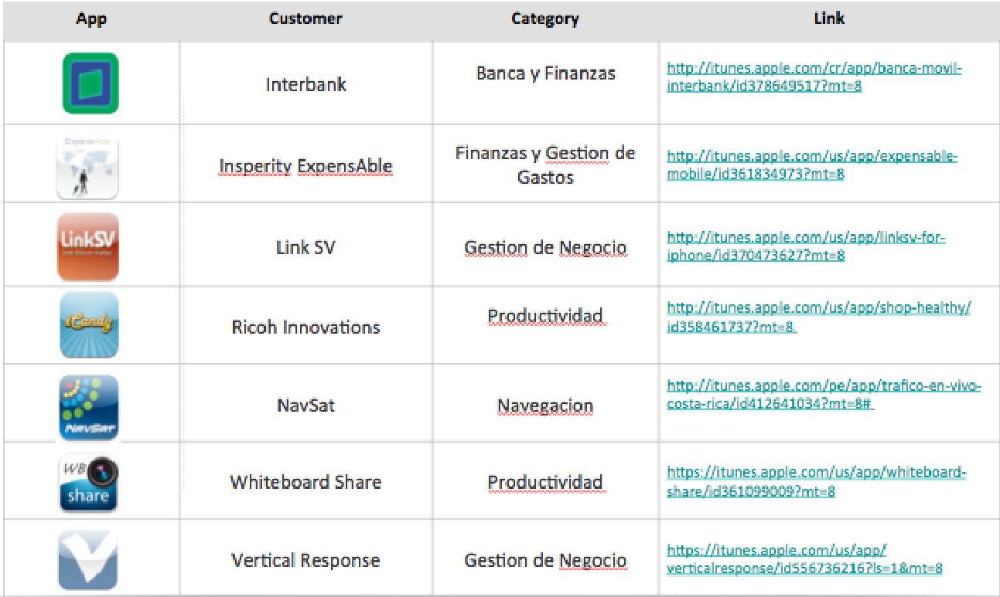 App Customer Category Link
Interbank
Banca y Finanzas
http://itunes.apple.com/cr/app/banca-movil-
interbank/id378649517?mt=8
ExpensAble
Insperity ExpensAble
Finanzas y Gestion de
Gastos
http://itunes.apple.com/us/app/expensable-
mobile/id361834973?mt=8
LinkSV
Link SV
Gestion de Negocio
http://itunes.apple.com/us/app/linksv-for-
iphone/id370473627?mt=8
iCandy
Ricoh Innovations
Productividad
http://itunes.apple.com/us/app/shop-healthy/
id358461737?mt=8
NavSat
NavSat
Navegacion
http://itunes.apple.com/pe/app/trafico-en-vivo-
costa-rica/id412641034?mt=8#
WB
share
Whiteboard Share
Productividad
https://itunes.apple.com/us/app/whiteboard-
share/id361099009?mt=8
Vertical Response
Gestion de Negocio
https://itunes.apple.com/us/app/
verticalresponse/id556736216?ls=1&mt=8